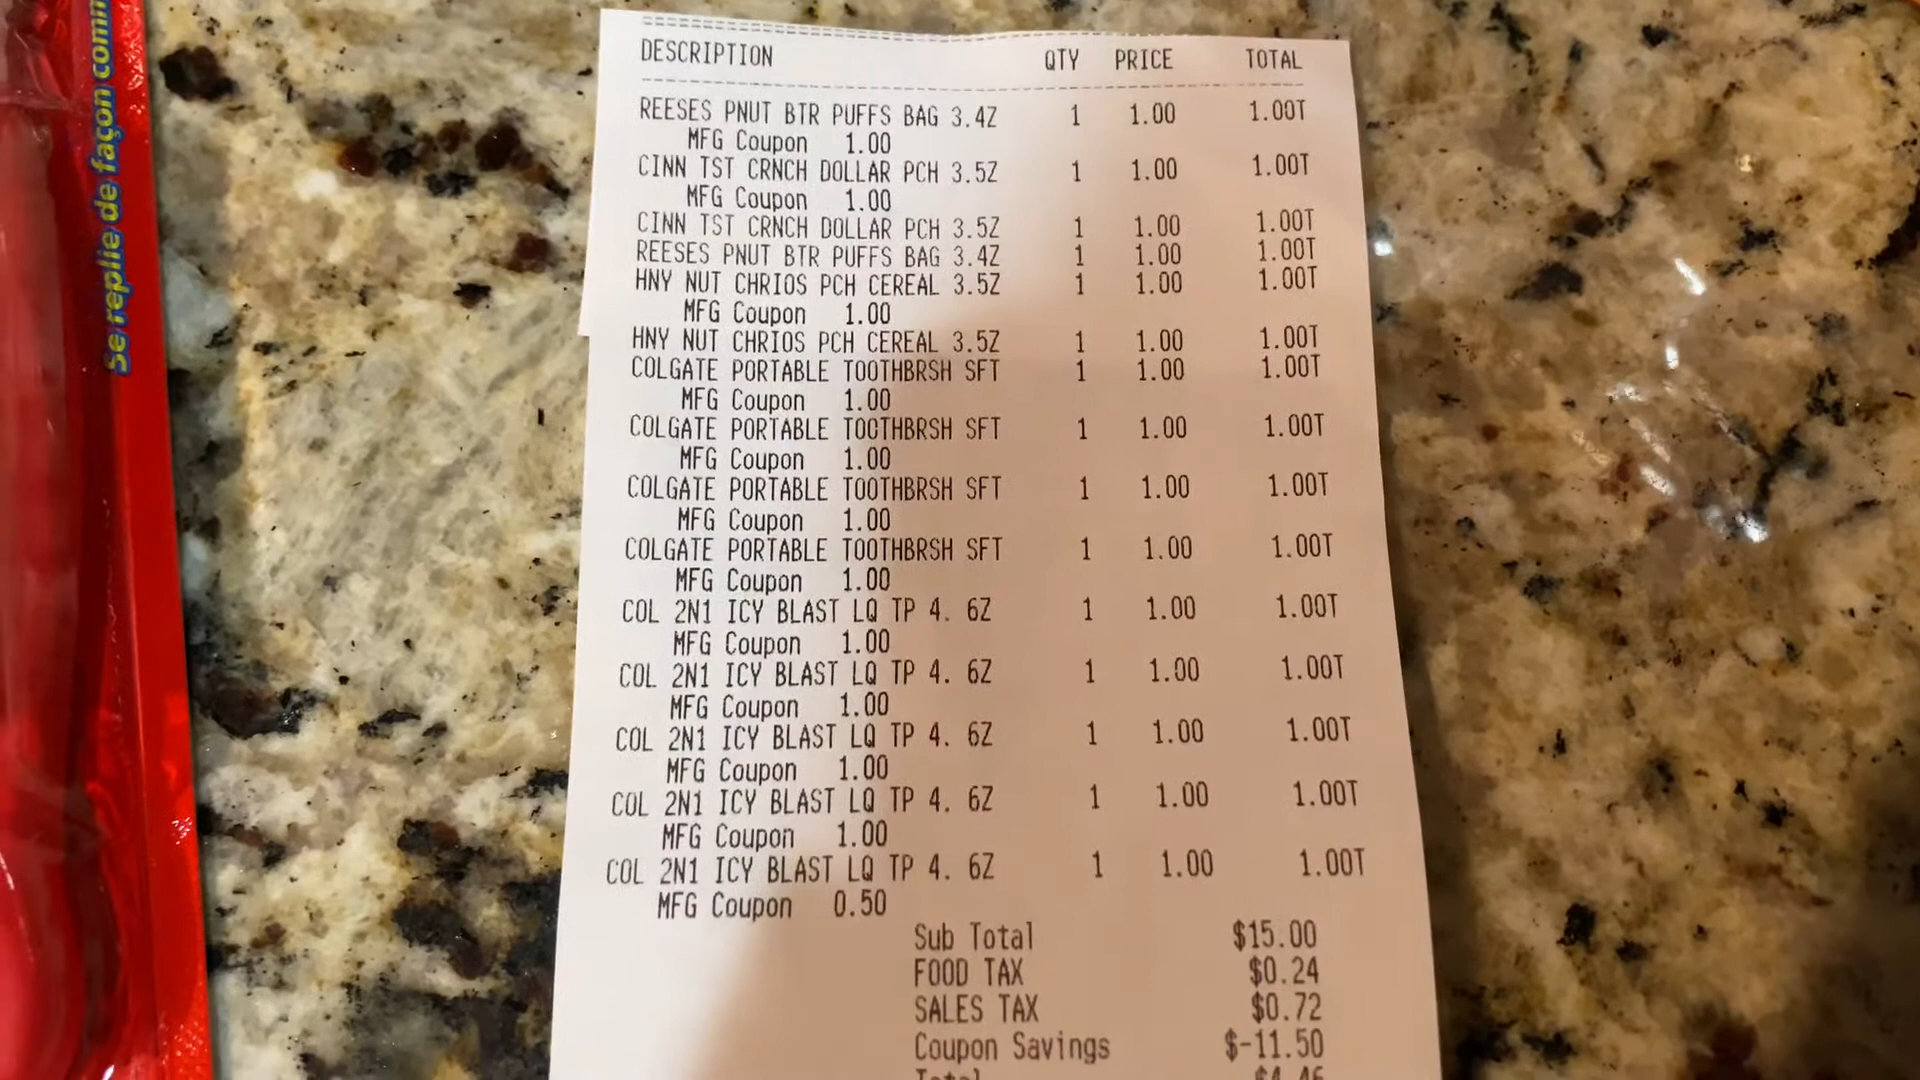 Se replie de façon comm
DESCRIPTION QTY PRICE TOTAL
REESES PNUT BTR PUFFS BAG 3.4Z 1 1.00 1.00T
MFG Coupon 1.00
CINN TST CRNCH DOLLAR PCH 3.5Z 1 1.00 1.00T
MFG Coupon 1.00
CINN TST CRNCH DOLLAR PCH 3.5Z 1 1.00 1.00T
REESES PNUT BTR PUFFS BAG 3.4Z 1 1.00 1.00T
HNY NUT CHRIOS PCH CEREAL 3.5Z 1 1.00 1.00T
MFG Coupon 1.00
HNY NUT CHRIOS PCH CEREAL 3.5Z 1 1.00 1.00T
COLGATE PORTABLE TOOTHBRSH SFT 1 1.00 1.00T
MFG Coupon 1.00
COLGATE PORTABLE TOOTHBRSH SFT 1 1.00 1.00T
MFG Coupon 1.00
COLGATE PORTABLE TOOTHBRSH SFT 1 1.00 1.00T
MFG Coupon 1.00
COLGATE PORTABLE TOOTHBRSH SFT 1 1.00 1.00T
MFG Coupon 1.00
COL 2N1 ICY BLAST LQ TP 4. 6Z 1 1.00 1.00T
MFG Coupon 1.00
COL 2N1 ICY BLAST LQ TP 4. 6Z 1 1.00 1.00T
MFG Coupon 1.00
COL 2N1 ICY BLAST LQ TP 4. 6Z 1 1.00 1.00T
MFG Coupon 1.00
COL 2N1 ICY BLAST LQ TP 4. 6Z 1 1.00 1.00T
MFG Coupon 1.00
COL 2N1 ICY BLAST LQ TP 4. 6Z 1 1.00 1.00T
MFG Coupon 0.50
Sub Total $15.00
FOOD TAX $0.24
SALES TAX $0.72
Coupon Savings $-11.50
Total $4.46